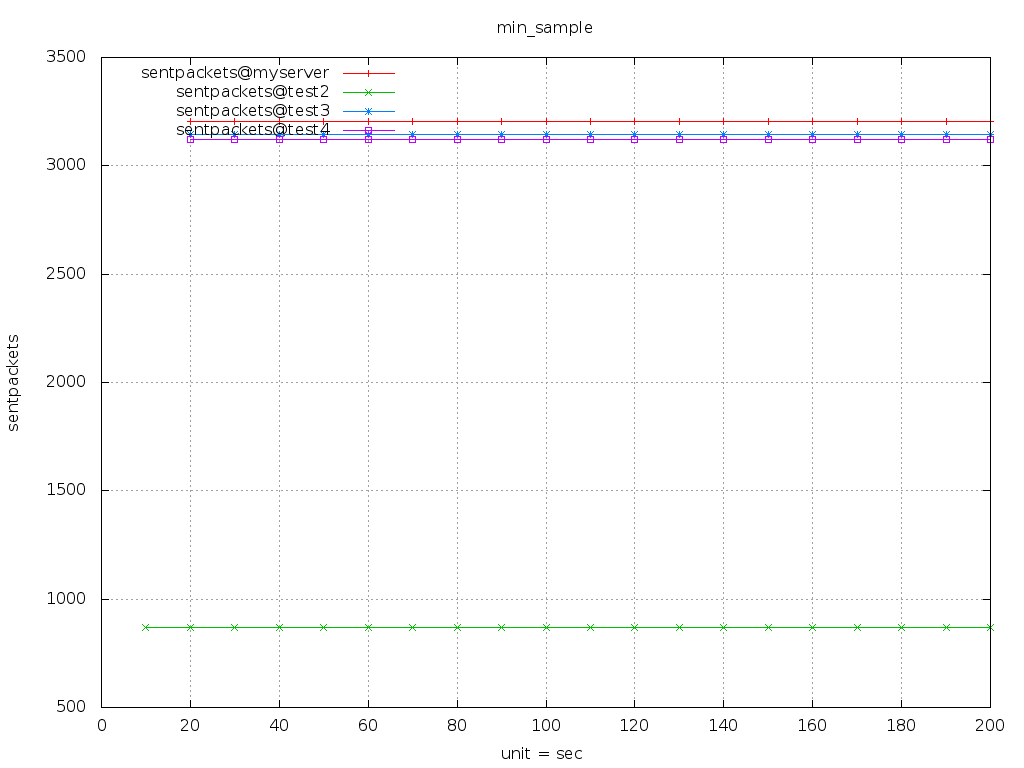 min_sample
3500
sentpackets@myserver
sentpackets@test2
sentpackets@test3
sentpackets@test4
3000
2500
2000
sentpackets
1500
1000
500
0 20 40 60 80 100 120 140 160 180 200
unit = sec